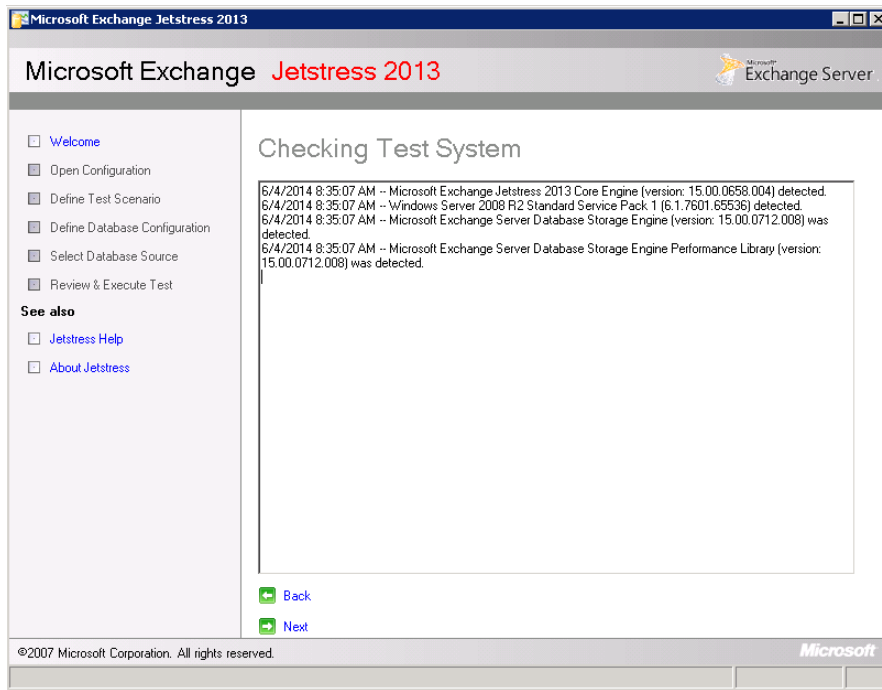 Microsoft Exchange Jetstress 2013
Microsoft Exchange Jetstress 2013
Microsoft
Exchange Server
Welcome
Open Configuration
Define Test Scenario
Define Database Configuration
Select Database Source
Review & Execute Test
See also
Jetstress Help
About Jetstress
Checking Test System
6/4/2014 8:35:07 AM -- Microsoft Exchange Jetstress 2013 Core Engine (version: 15.00.0658.004) detected.
6/4/2014 8:35:07 AM -- Windows Server 2008 R2 Standard Service Pack 1 (6.1.7601.65536) detected.
6/4/2014 8:35:07 AM -- Microsoft Exchange Server Database Storage Engine (version: 15.00.0712.008) was
detected.
6/4/2014 8:35:07 AM -- Microsoft Exchange Server Database Storage Engine Performance Library (version:
15.00.0712.008) was detected.
Back
Next
©2007 Microsoft Corporation. All rights reserved.
Microsoft